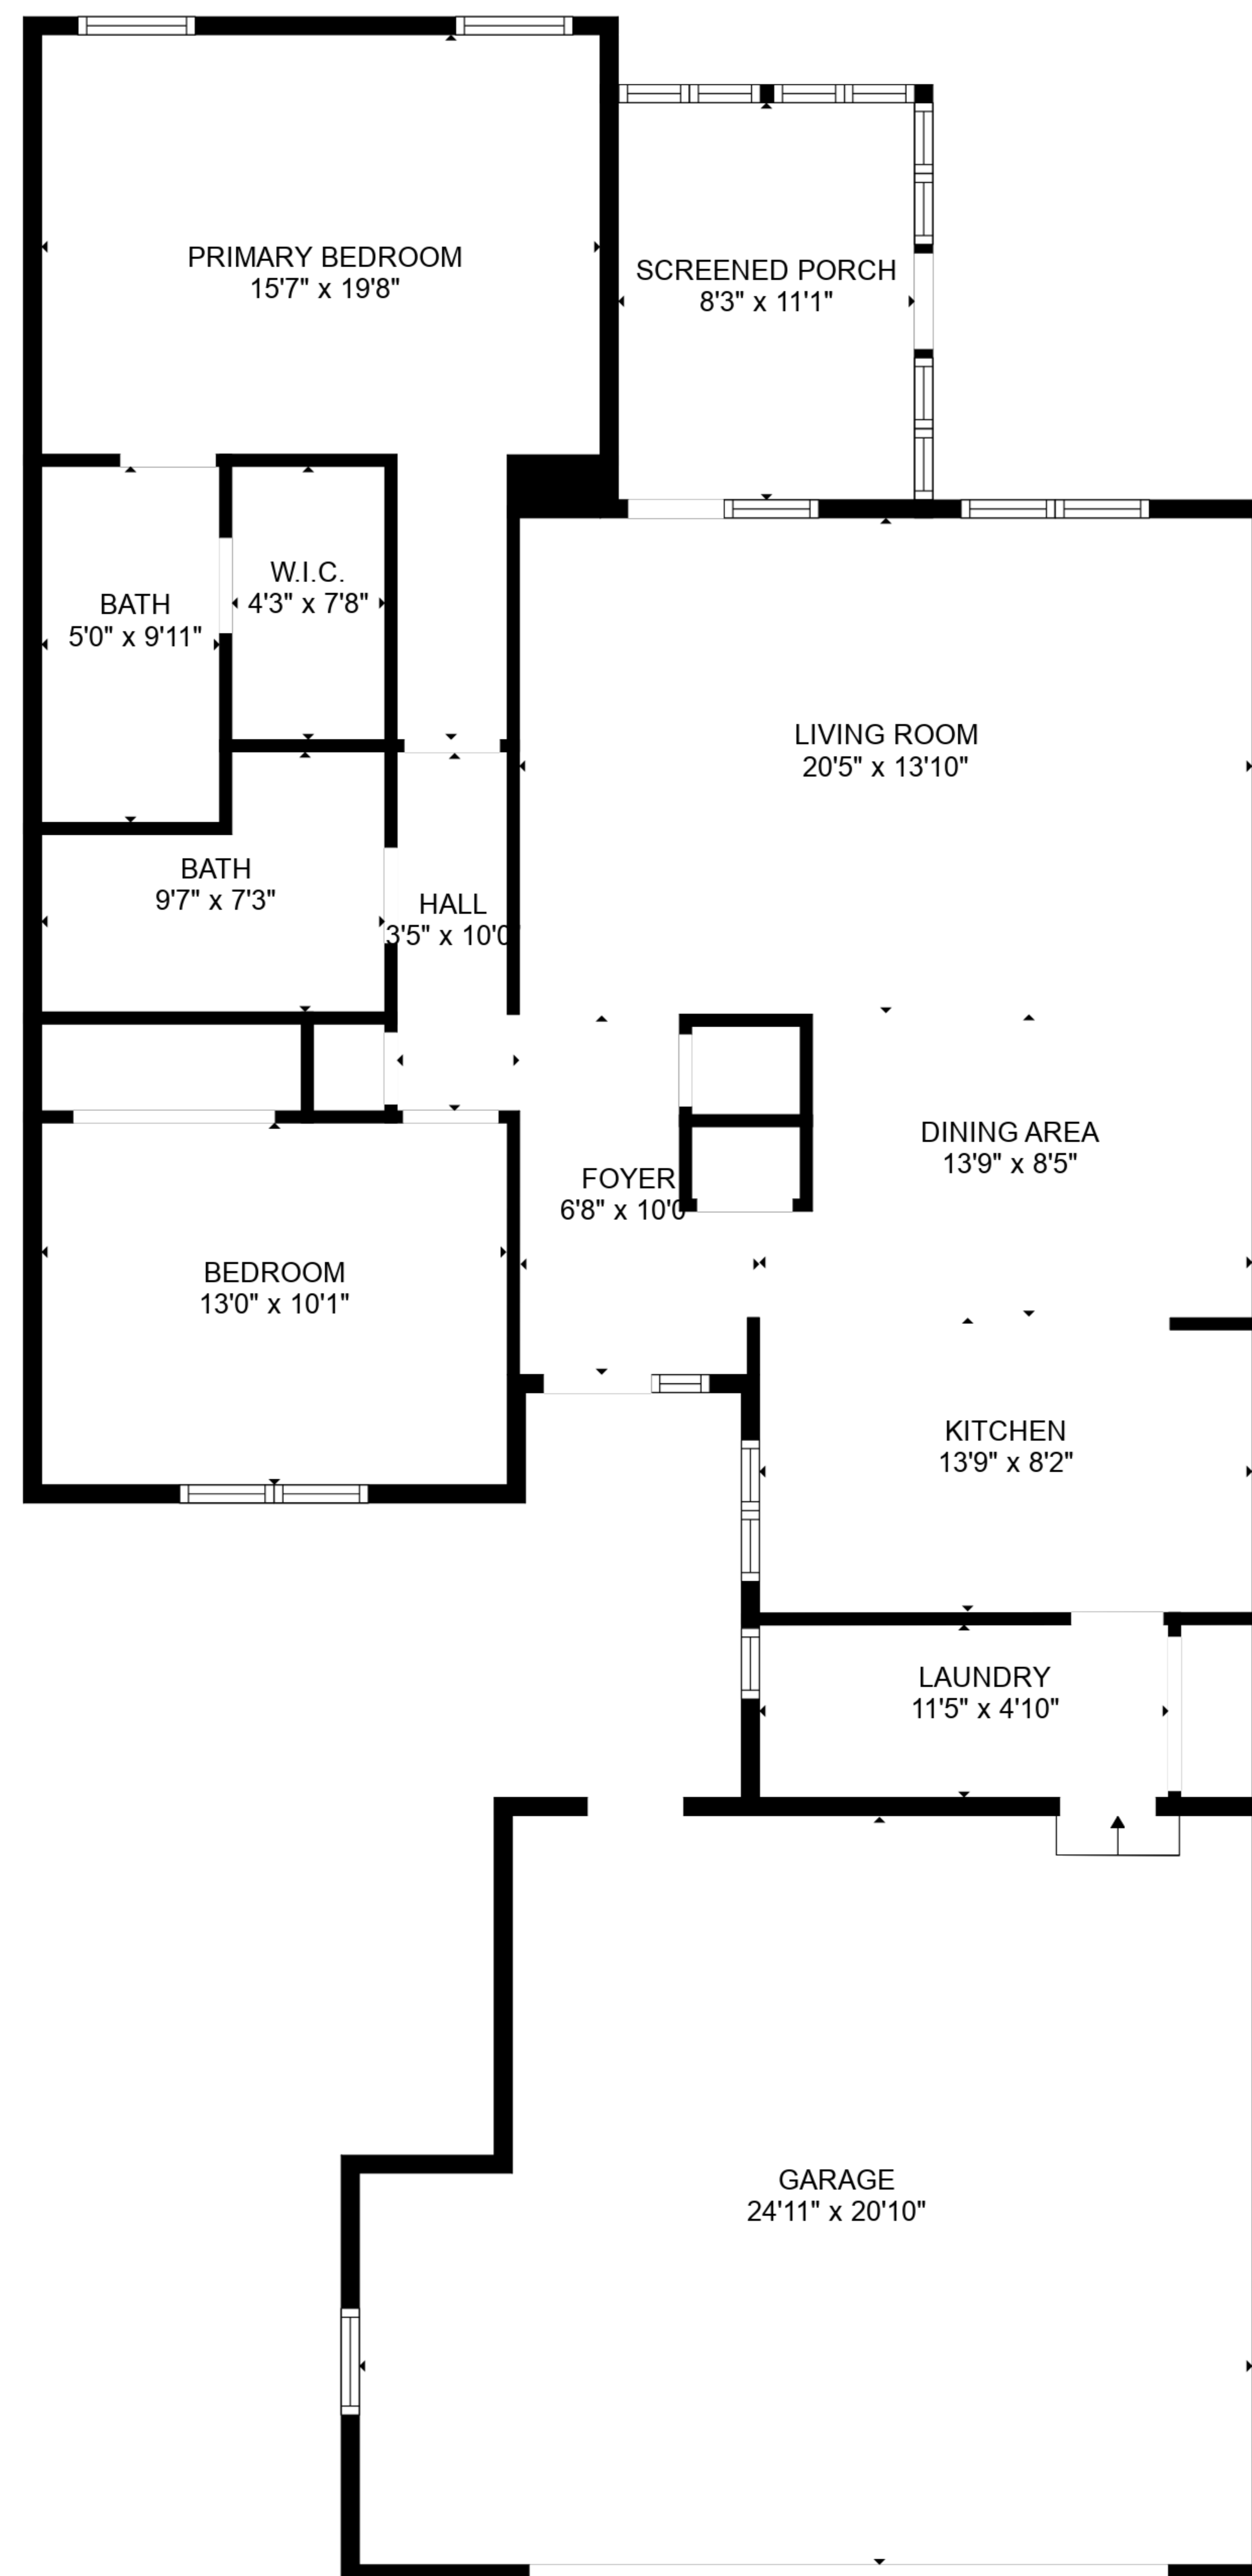 PRIMARY BEDROOM
15'7" x 19'8"
SCREENED PORCH
8'3" x 11'1"
W.I.C.
4'3" x 7'8"
BATH
5'0" x 9'11"
LIVING ROOM
20'5" x 13'10"
BATH
9'7" x 7'3"
HALL
3'5" x 10'0"
DINING AREA
13'9" x 8'5"
FOYER
6'8" x 10'0
BEDROOM
13'0" x 10'1"
KITCHEN
13'9" x 8'2"
LAUNDRY
11'5" x 4'10"
GARAGE
24'11" x 20'10"